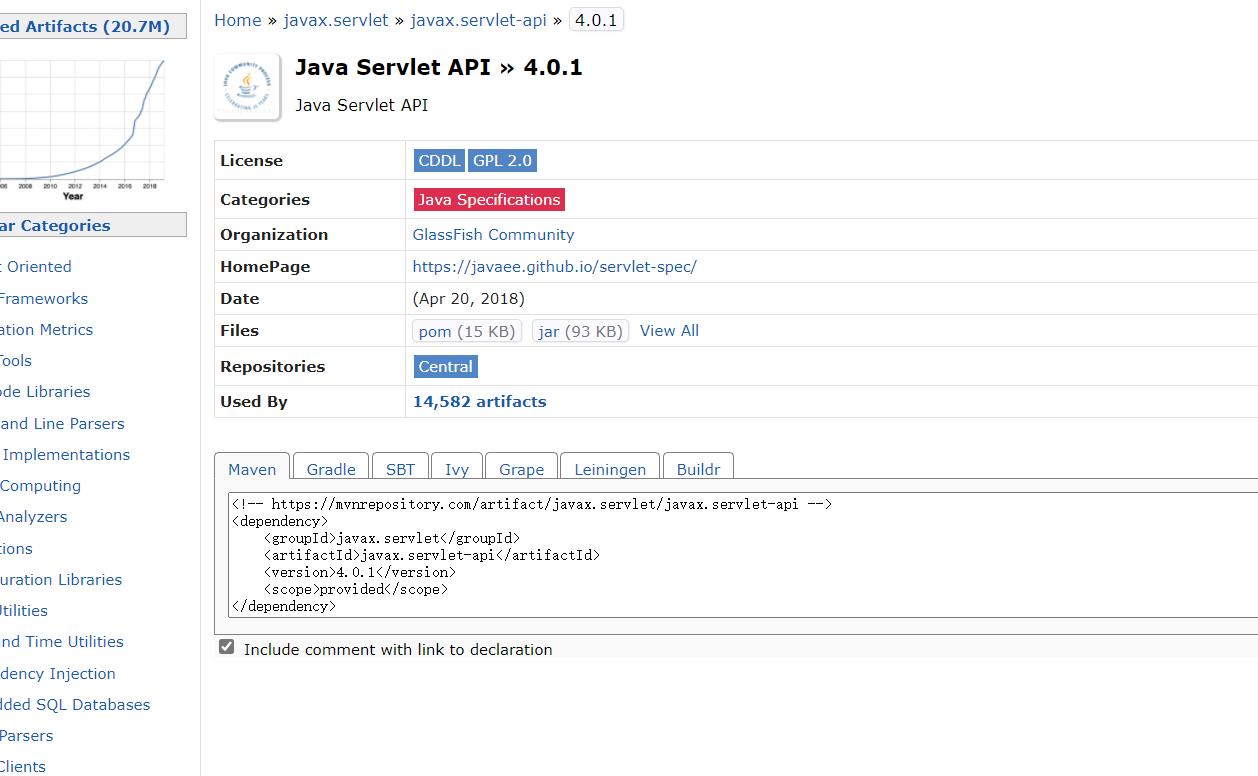 ed Artifacts (20.7M)
06 2008 2010 2012 2014 2016 2018
Year
ar Categories
t Oriented
Frameworks
ation Metrics
Tools
ode Libraries
and Line Parsers
Implementations
Computing
Analyzers
tions
uration Libraries
Utilities
nd Time Utilities
dency Injection
dded SQL Databases
Parsers
Clients
Home » javax.servlet » javax.servlet-api » 4.0.1
JAVA COMMUNITY PROCESS
Java Servlet API » 4.0.1
Java Servlet API
License CDDL GPL 2.0
Categories Java Specifications
Organization GlassFish Community
HomePage https://javaee.github.io/servlet-spec/
Date (Apr 20, 2018)
Files pom (15 KB) jar (93 KB) View All
Repositories Central
Used By 14,582 artifacts
Maven Gradle SBT Ivy Grape Leiningen Buildr
<!-- https://mvnrepository.com/artifact/javax.servlet/javax.servlet-api -->
<dependency>
    <groupId>javax.servlet</groupId>
    <artifactId>javax.servlet-api</artifactId>
    <version>4.0.1</version>
    <scope>provided</scope>
</dependency>
Include comment with link to declaration